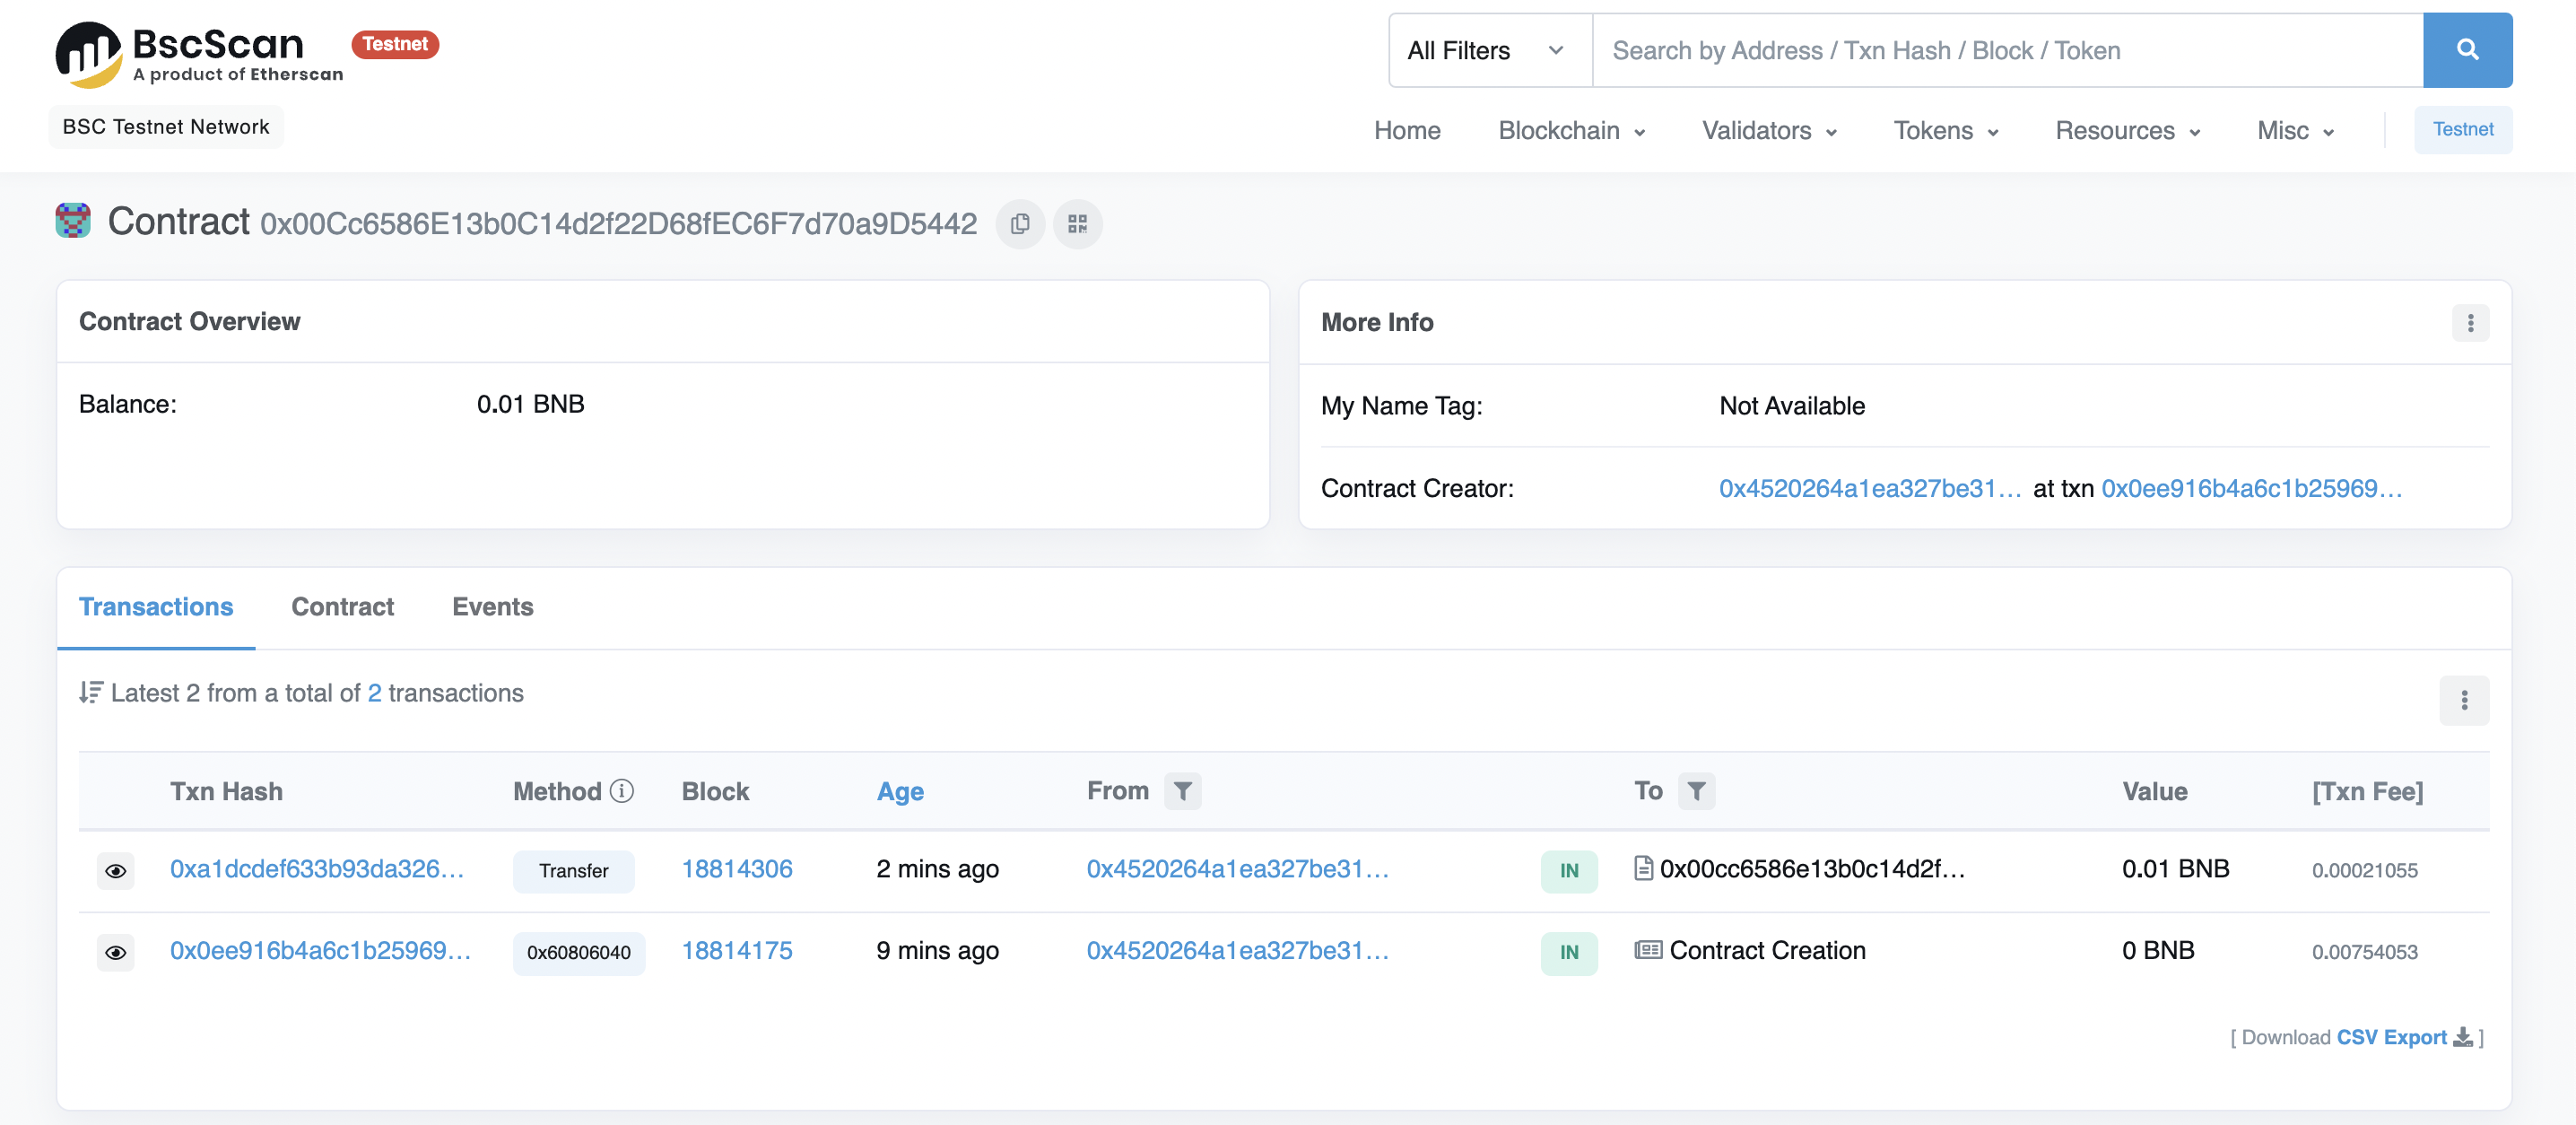 BscScan Testnet
A product of Etherscan
All Filters Search by Address / Txn Hash / Block / Token
BSC Testnet Network
Home Blockchain Validators Tokens Resources Misc Testnet
Contract 0x00Cc6586E13b0C14d2f22D68fEC6F7d70a9D5442
Contract Overview
Balance: 0.01 BNB
More Info
My Name Tag: Not Available
Contract Creator: 0x4520264a1ea327be31... at txn 0x0ee916b4a6c1b25969...
Transactions Contract Events
Latest 2 from a total of 2 transactions
Txn Hash Method Block Age From To Value [Txn Fee]
0xa1dcdef633b93da326... Transfer 18814306 2 mins ago 0x4520264a1ea327be31... IN 0x00cc6586e13b0c14d2f... 0.01 BNB 0.00021055
0x0ee916b4a6c1b25969... 0x60806040 18814175 9 mins ago 0x4520264a1ea327be31... IN Contract Creation 0 BNB 0.00754053
[ Download CSV Export ]